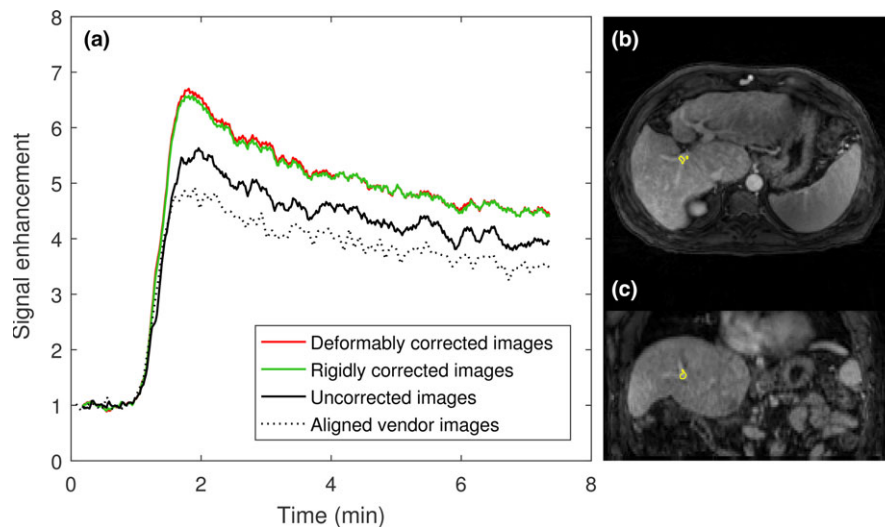 (a)
8
7
6
5
4
3
2
1
0
0 2 4 6 8
Signal enhancement
Time (min)
Deformably corrected images
Rigidly corrected images
Uncorrected images
Aligned vendor images
(b)
(c)